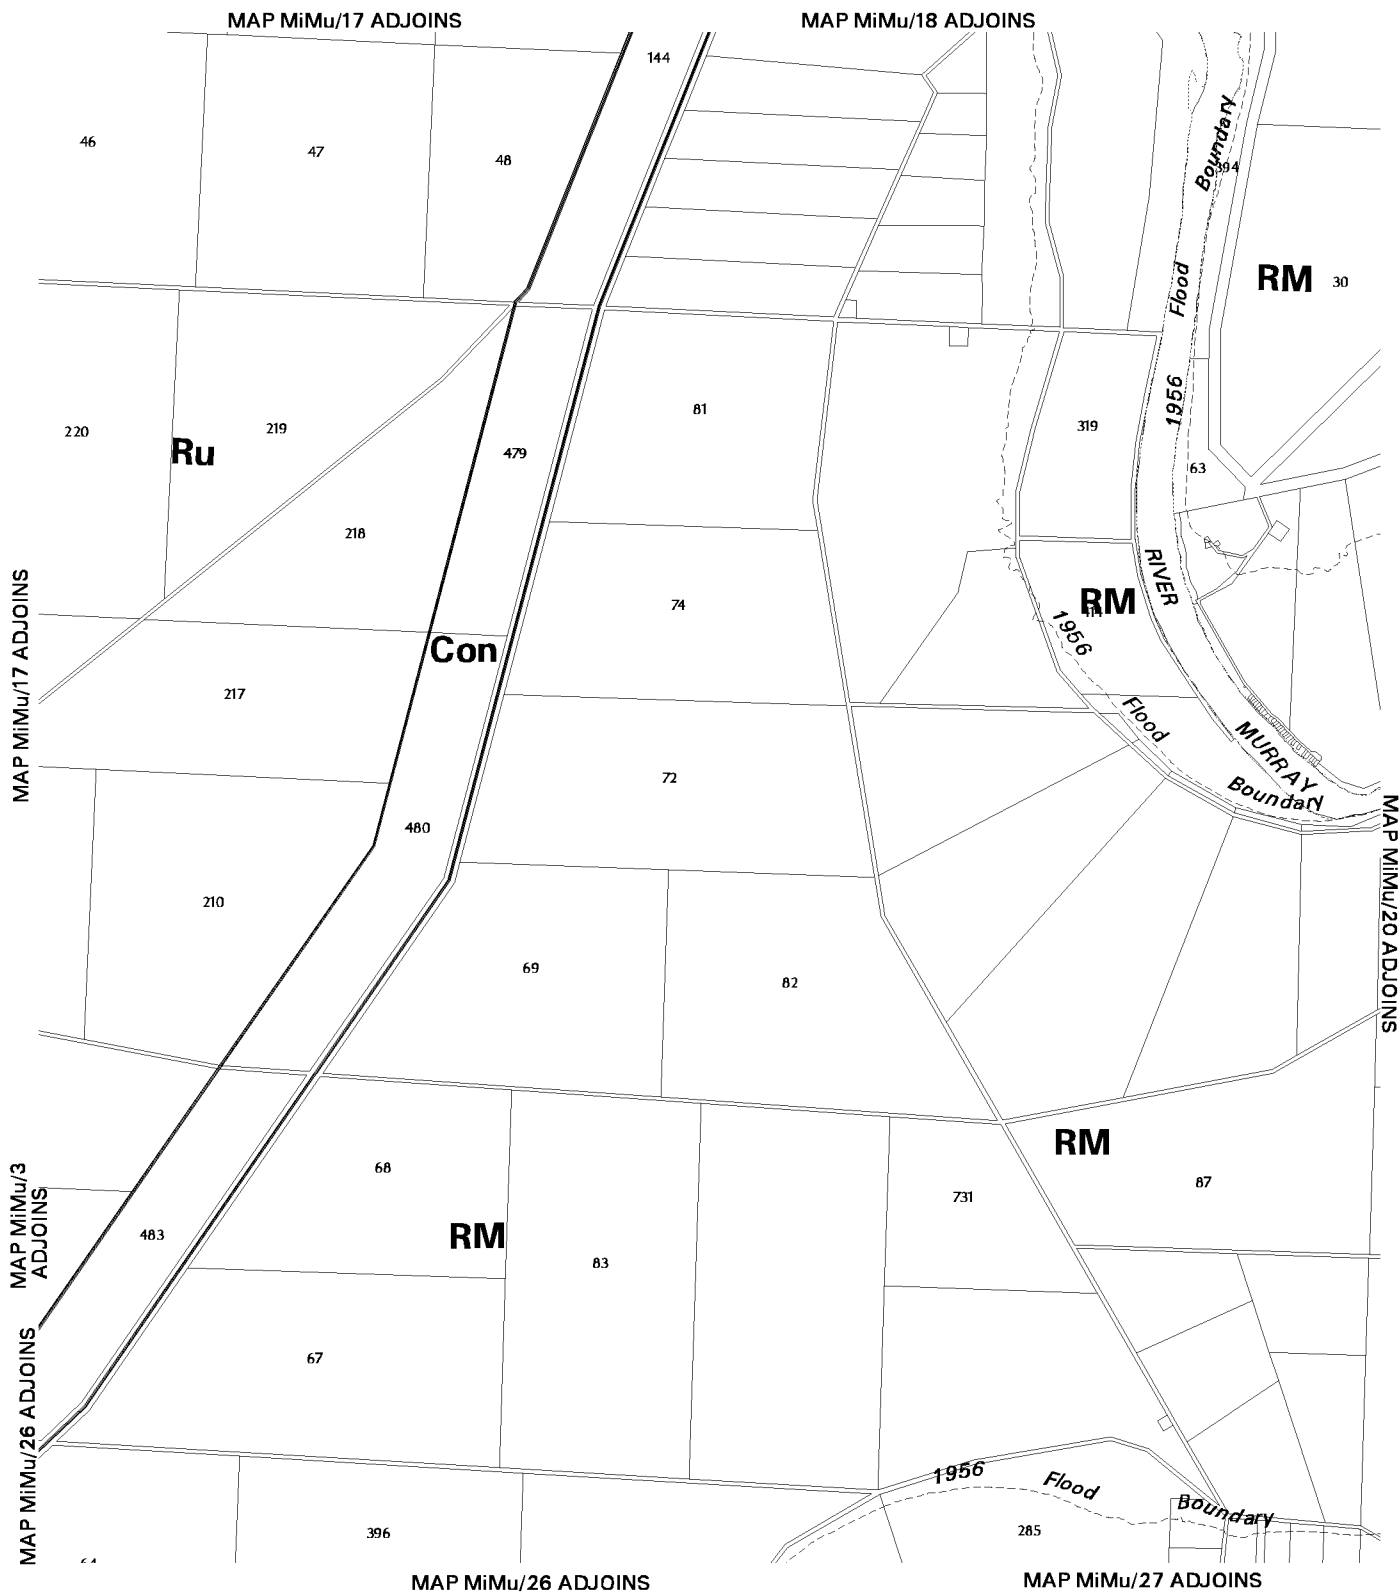 MAP MiMu/17 ADJOINS
MAP MiMu/18 ADJOINS
144
46
47
48
Boundary
394
Flood
RM
30
1956
81
319
220
219
Ru
479
63
218
RIVER
74
RM
1956
Con
217
Flood
MURRAY
72
Boundary
480
MAP MiMu/17 ADJOINS
MAP MiMu/20 ADJOINS
210
69
82
RM
68
87
731
MAP MiMu/3
ADJOINS
483
RM
83
67
MAP MiMu/26 ADJOINS
1956
Flood
Boundary
396
285
MAP MiMu/26 ADJOINS
MAP MiMu/27 ADJOINS